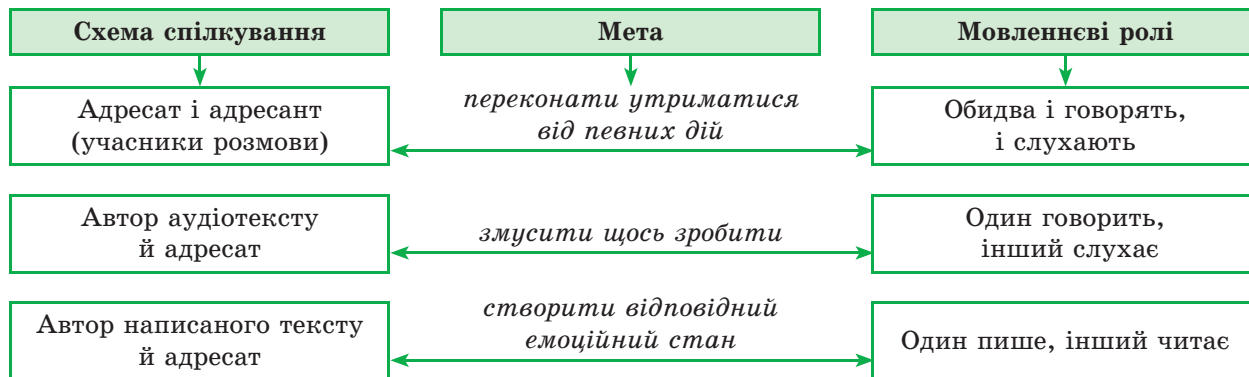 Схема спілкування
Мета
Мовленнєві ролі
Адресат і адресант
(учасники розмови)
переконати утриматися
від певних дій
Обидва і говорять,
і слухають
Автор аудіотексту
й адресат
змусити щось зробити
Один говорить,
інший слухає
Автор написаного тексту
й адресат
створити відповідний
емоційний стан
Один пише, інший читає